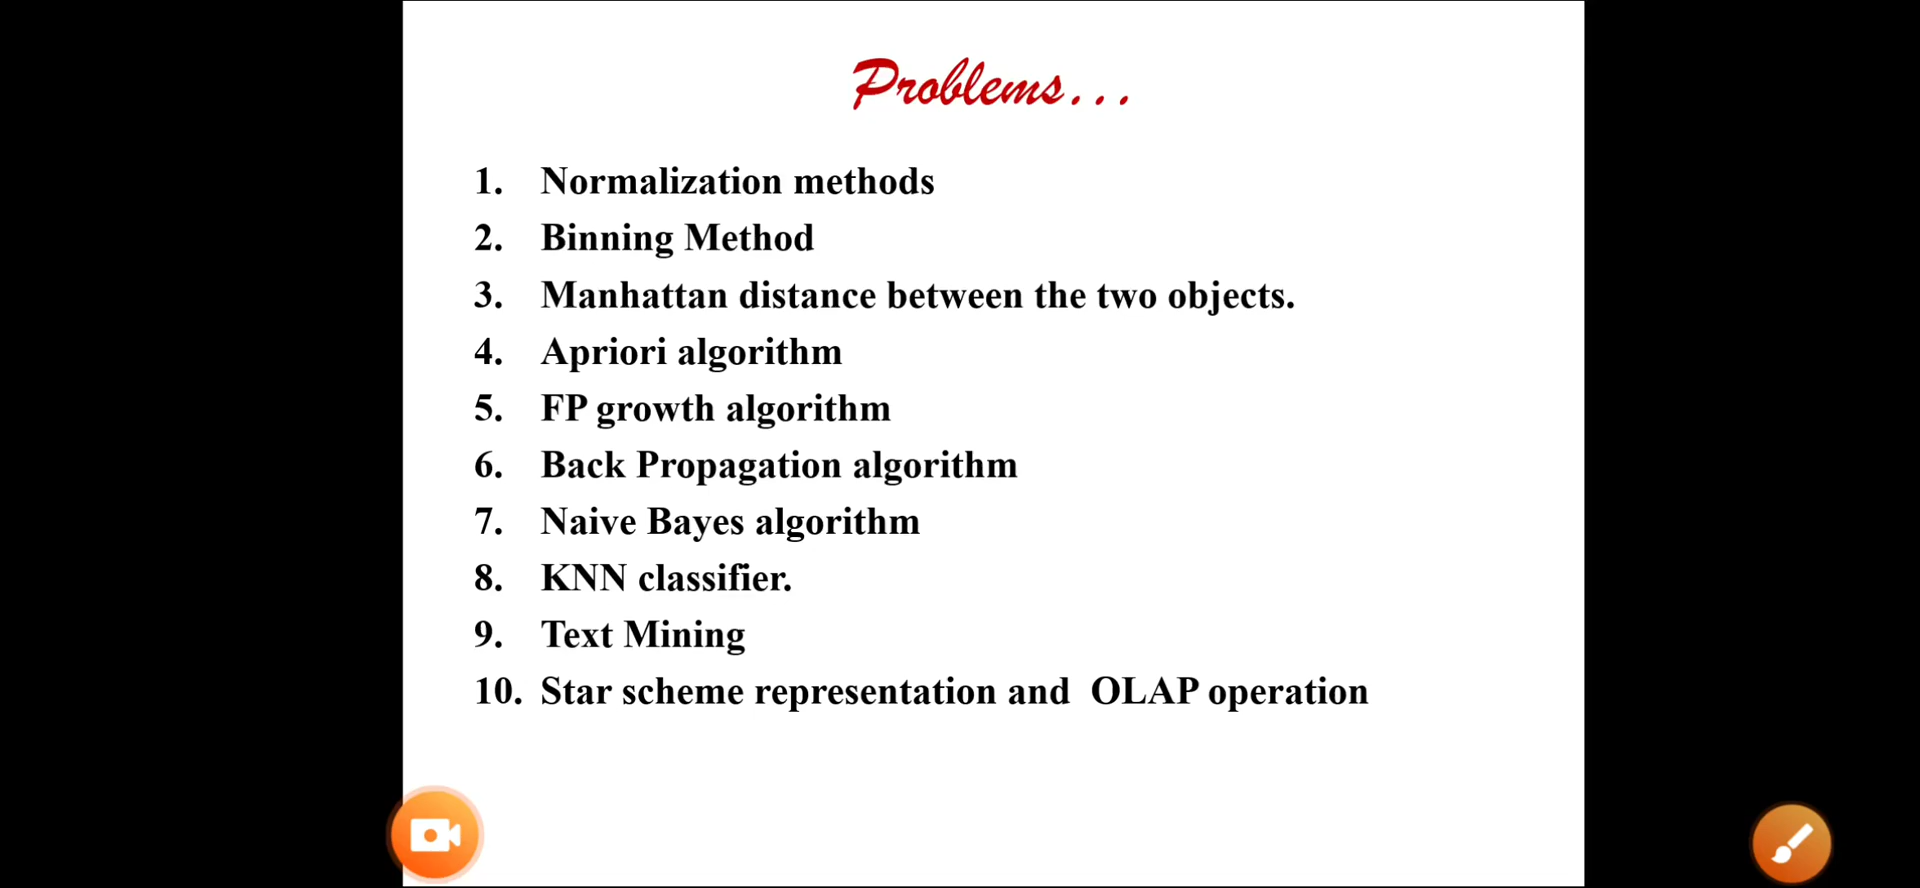 Problems...
1. Normalization methods
2. Binning Method
3. Manhattan distance between the two objects.
4. Apriori algorithm
5. FP growth algorithm
6. Back Propagation algorithm
7. Naive Bayes algorithm
8. KNN classifier.
9. Text Mining
10. Star scheme representation and OLAP operation